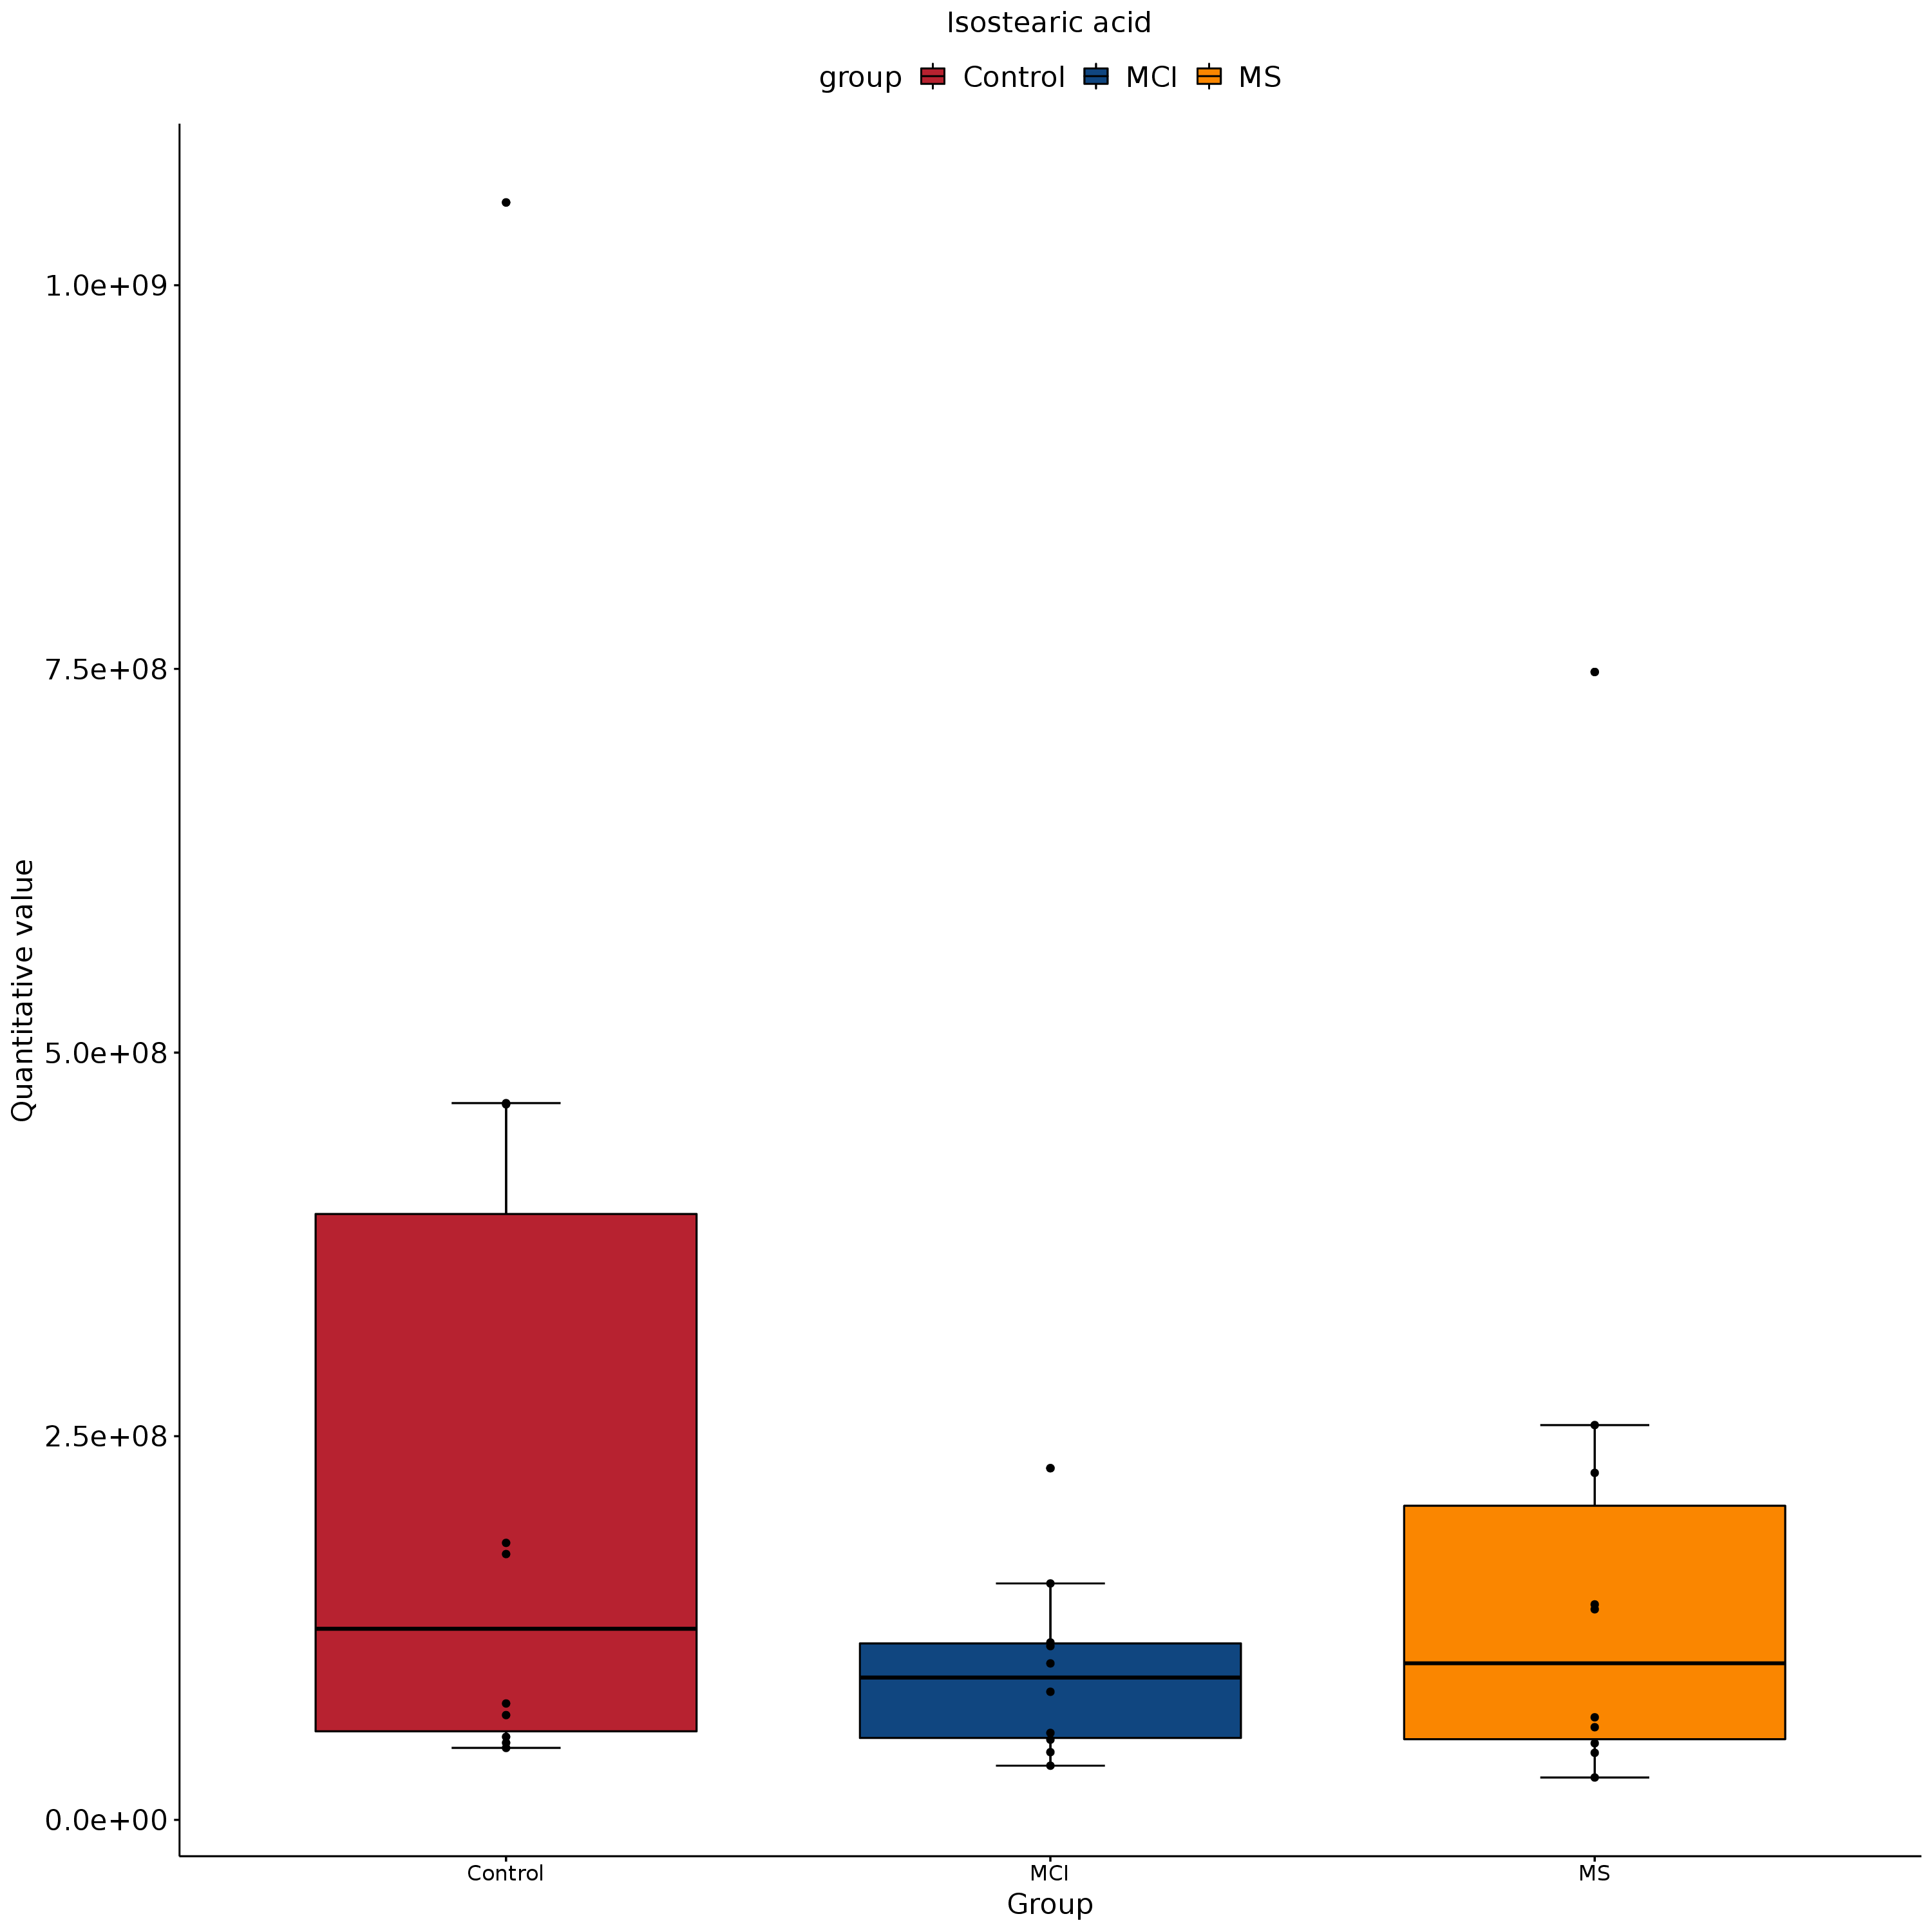 Isostearic acid
group Control MCI MS
1.0e+09
7.5e+08
5.0e+08
2.5e+08
0.0e+00
Quantitative value
Control MCI MS
Group